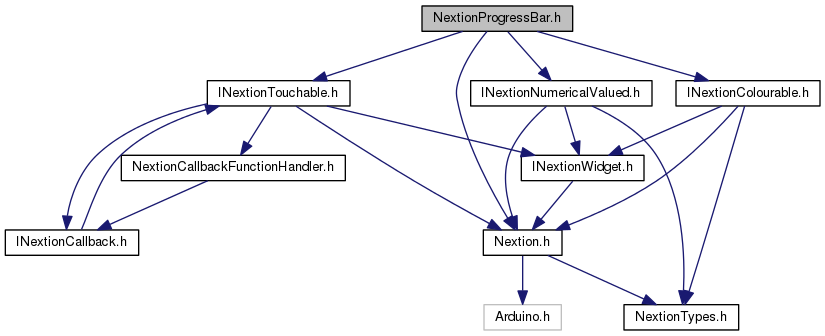 NextionProgressBar.h
INextionTouchable.h
INextionNumericalValued.h
INextionColourable.h
NextionCallbackFunctionHandler.h
INextionWidget.h
INextionCallback.h
Nextion.h
Arduino.h
NextionTypes.h